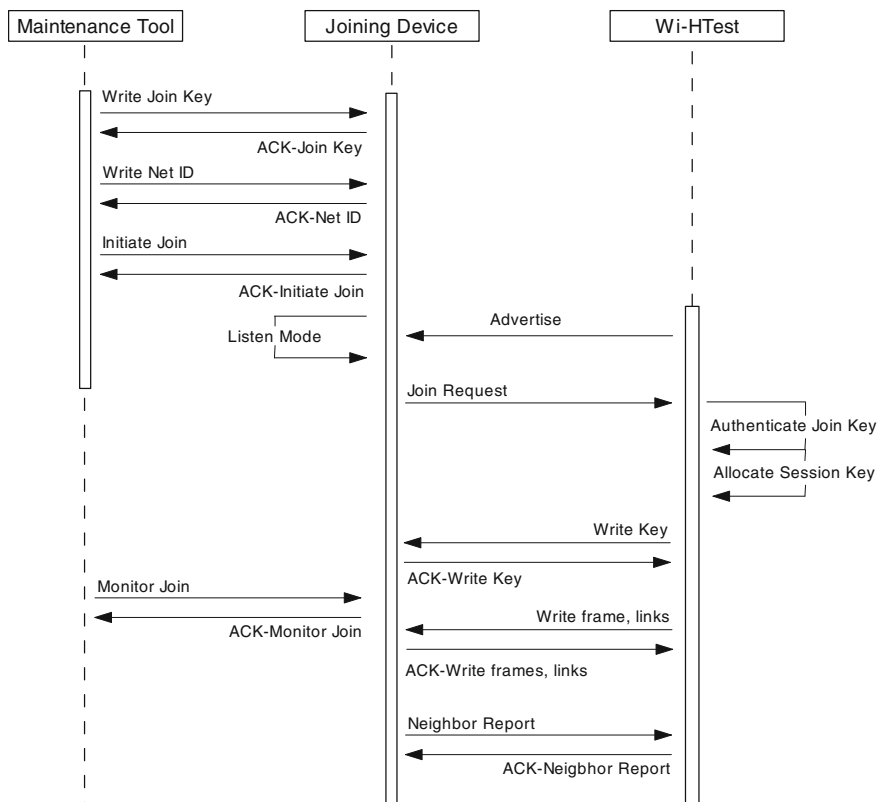 Maintenance Tool
Joining Device
Wi-HTest
Write Join Key
ACK-Join Key
Write Net ID
ACK-Net ID
Initiate Join
ACK-Initiate Join
Listen Mode
Advertise
Join Request
Authenticate Join Key
Allocate Session Key
Write Key
ACK-Write Key
Monitor Join
ACK-Monitor Join
Write frame, links
ACK-Write frames, links
Neighbor Report
ACK-Neigbhor Report